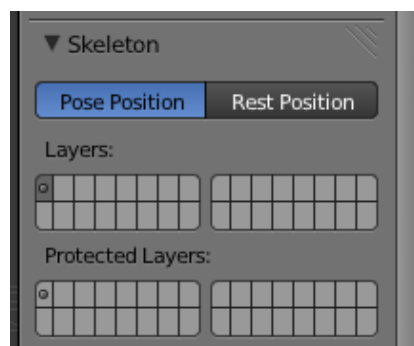 Skeleton
Pose Position Rest Position
Layers:
Protected Layers: